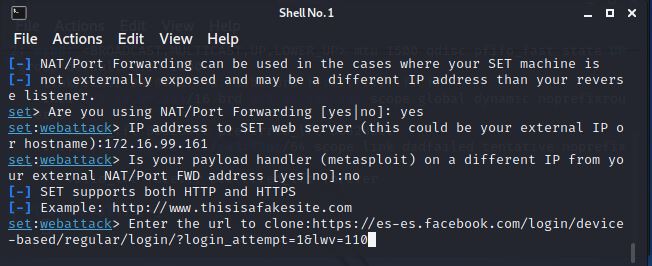 Shell No. 1
File Actions Edit View Help
[-] NAT/Port Forwarding can be used in the cases where your SET machine is
[-] not externally exposed and may be a different IP address than your revers
e listener.
set> Are you using NAT/Port Forwarding [yes|no]: yes
set:webattack> IP address to SET web server (this could be your external IP o
r hostname):172.16.99.161
set:webattack> Is your payload handler (metasploit) on a different IP from yo
ur external NAT/Port FWD address [yes|no]:no
[-] SET supports both HTTP and HTTPS
[-] Example: http://www.thisisafakesite.com
set:webattack> Enter the url to clone:https://es-es.facebook.com/login/device
-based/regular/login/?login_attempt=1&lwv=110